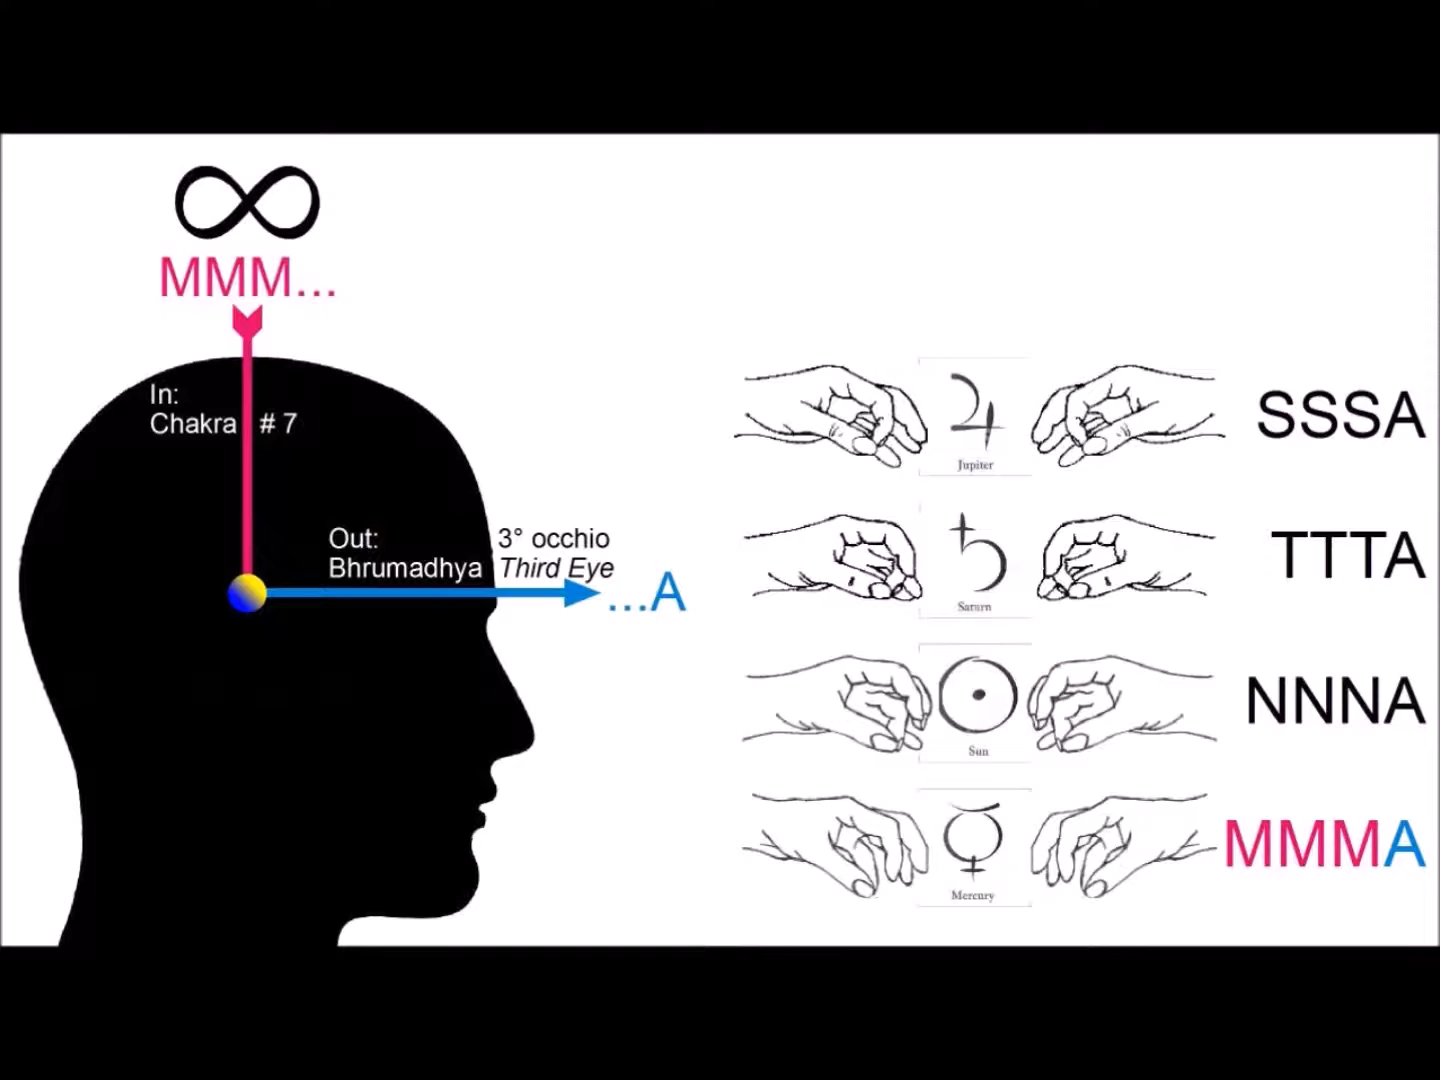 MMM...
In:
Chakra # 7
Out:
Bhrumadhya
3° occhio
Third Eye
...A
Jupiter
SSSA
Saturn
TTTA
Sun
NNNA
Mercury
MMMA